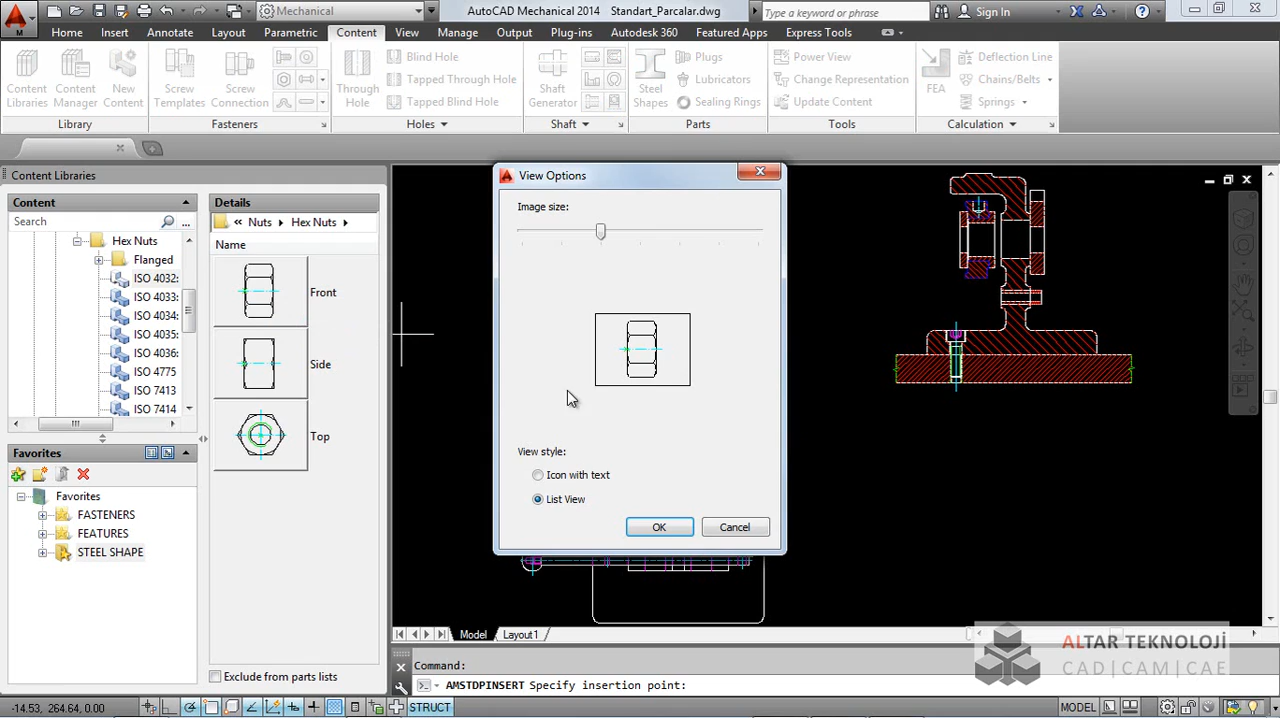 Mechanical
AutoCAD Mechanical 2014 Standart_Parcalar.dwg
Type a keyword or phrase
Sign In
Home
Insert
Annotate
Layout
Parametric
Content
View
Manage
Output
Plug-ins
Autodesk 360
Featured Apps
Express Tools
Content Libraries
Content Manager
New Content
Library
Screw Templates
Screw Connection
Fasteners
Through Hole
Blind Hole
Tapped Through Hole
Tapped Blind Hole
Holes
Shaft Generator
Shaft
Steel Shapes
Plugs
Lubricators
Sealing Rings
Parts
Power View
Change Representation
Update Content
Tools
FEA
Deflection Line
Chains/Belts
Springs
Calculation
Content Libraries
Content
Search
Hex Nuts
Flanged
ISO 4032:
ISO 4033:
ISO 4034:
ISO 4035:
ISO 4036:
ISO 4775
ISO 7413
ISO 7414
Favorites
Favorites
FASTENERS
FEATURES
STEEL SHAPE
Details
Nuts
Hex Nuts
Name
Front
Side
Top
Exclude from parts lists
View Options
Image size:
View style:
Icon with text
List View
OK
Cancel
Model
Layout1
Command:
AMSTDPINSERT Specify insertion point:
ALTAR TEKNOLOJİ
CAD|CAM|CAE
-14.53, 264.64, 0.00
STRUCT
MODEL